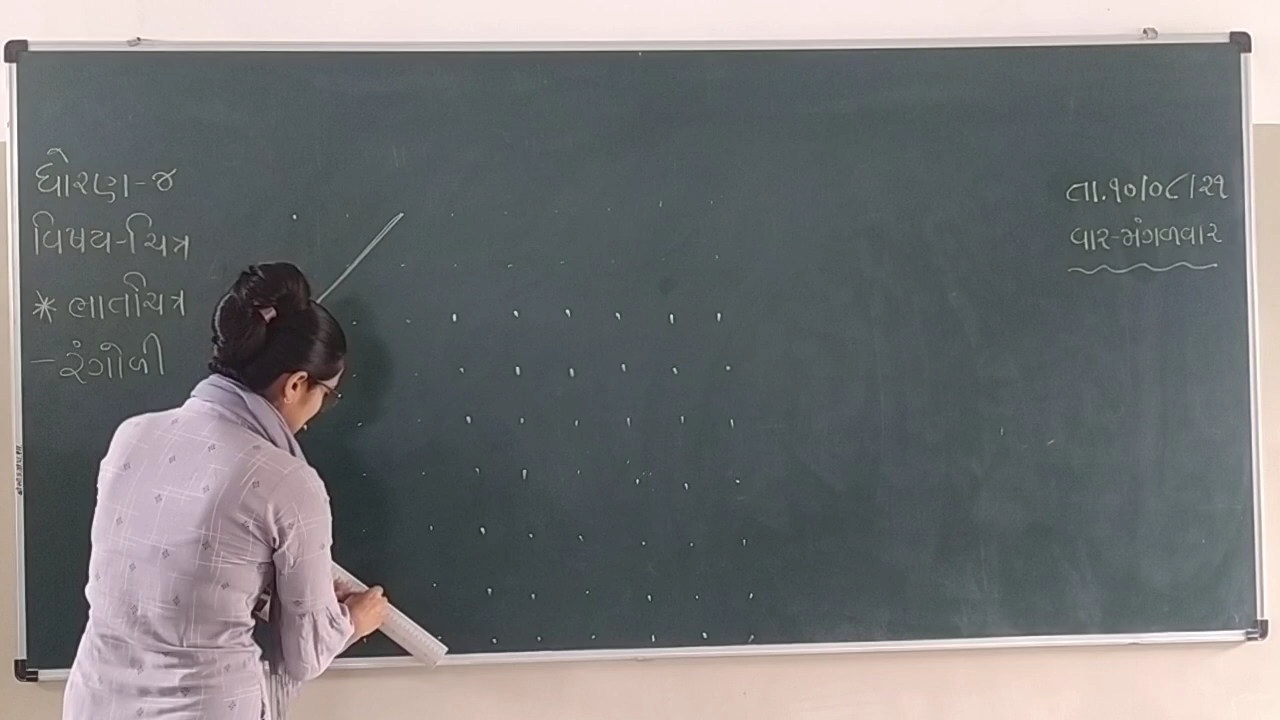 ધોરણ-૪
વિષય-ચિત્ર
* ભાતચિત્ર
- રંગોળી
તા.૧૦/૦૮/૨૧
વાર-મંગળવાર